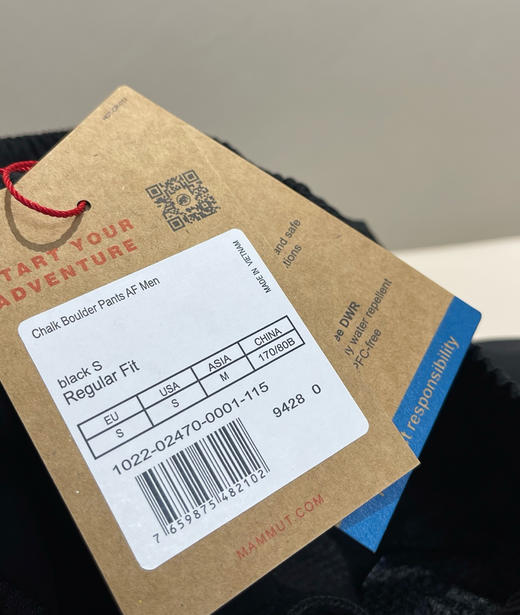 START YOUR
ADVENTURE
Chalk Boulder Pants AF Men
MADE IN VIETNAM
black S
Regular Fit
EU USA ASIA CHINA
S S M 170/80B
1022-02470-0001-115
9428 0
7 659875 482102
MAMMUT.COM
and safe
tions
DWR
y water repellent
PFC-free
t responsibility